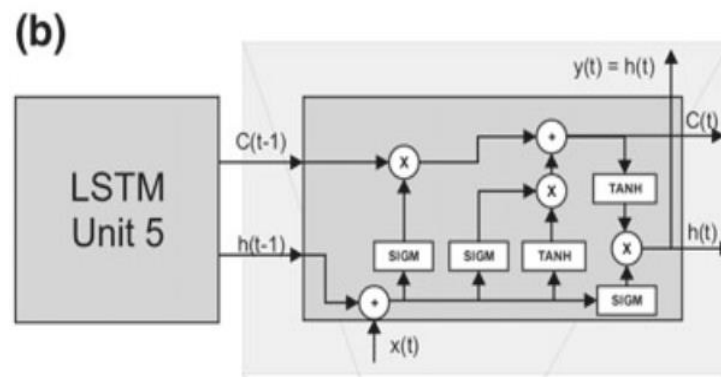 (b)
y(t) = h(t)
C(t-1)
C(t)
X
+
LSTM
Unit 5
X
TANH
h(t-1)
SIGM
SIGM
TANH
X
h(t)
+
SIGM
x(t)